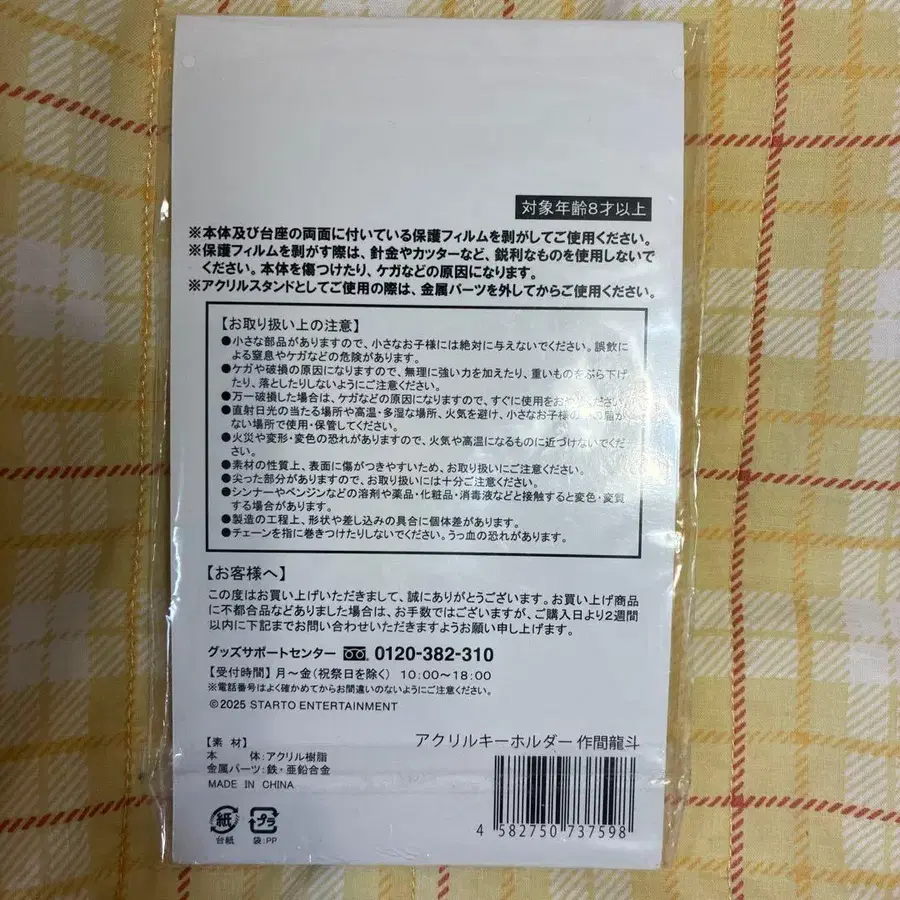 対象年齢8才以上
※本体及び台座の両面に付いている保護フィルムを剥がしてご使用ください。
※保護フィルムを剥がす際は、針金やカッターなど、鋭利なものを使用しないで
ください。本体を傷つけたり、ケガなどの原因になります。
※アクリルスタンドとしてご使用の際は、金属パーツを外してからご使用ください。
【お取り扱い上の注意】
●小さな部品がありますので、小さなお子様には絶対に与えないでください。誤飲
による窒息やケガなどの危険があります。
●ケガや破損の原因になりますので、無理に強い力を加えたり、重いものをぶら下げ
たり、落としたりしないようにご注意ください。
●万一破損した場合は、ケガなどの原因になりますので、すぐに使用をお
●直射日光の当たる場所や高温・多湿な場所、火気を避け、小さなお子様の
ない場所で使用・保管してください。
●火災や変形・変色の恐れがありますので、火気や高温になるものに近づけないでくだ
さい。
●素材の性質上、表面に傷がつきやすいため、お取り扱いにご注意ください。
●尖った部分がありますので、お取り扱いには十分ご注意ください。
●シンナーやベンジンなどの溶剤や薬品・化粧品・消毒液などと接触すると変色・変質
する場合があります。
●製造の工程上、形状や差し込みの具合に個体差があります。
●チェーンを指に巻きつけたりしないでください。うっ血の恐れがあります。
【お客様へ】
この度はお買い上げいただきまして、誠にありがとうございます。お買い上げ商品
に不都合品などありました場合は、お手数ではございますが、ご購入日より2週間
以内に下記までお問い合わせいただきますようお願い申し上げます。
グッズサポートセンター 0120-382-310
【受付時間】月～金(祝祭日を除く) 10:00～18:00
※電話番号はよく確かめてからお間違いのないようにご注意ください。
©2025 STARTO ENTERTAINMENT
アクリルキーホルダー 作間龍斗
【素 材】
本 体:アクリル樹脂
金属パーツ:鉄・亜鉛合金
MADE IN CHINA
4 582750 737598
紙 プラ
台紙 袋:PP